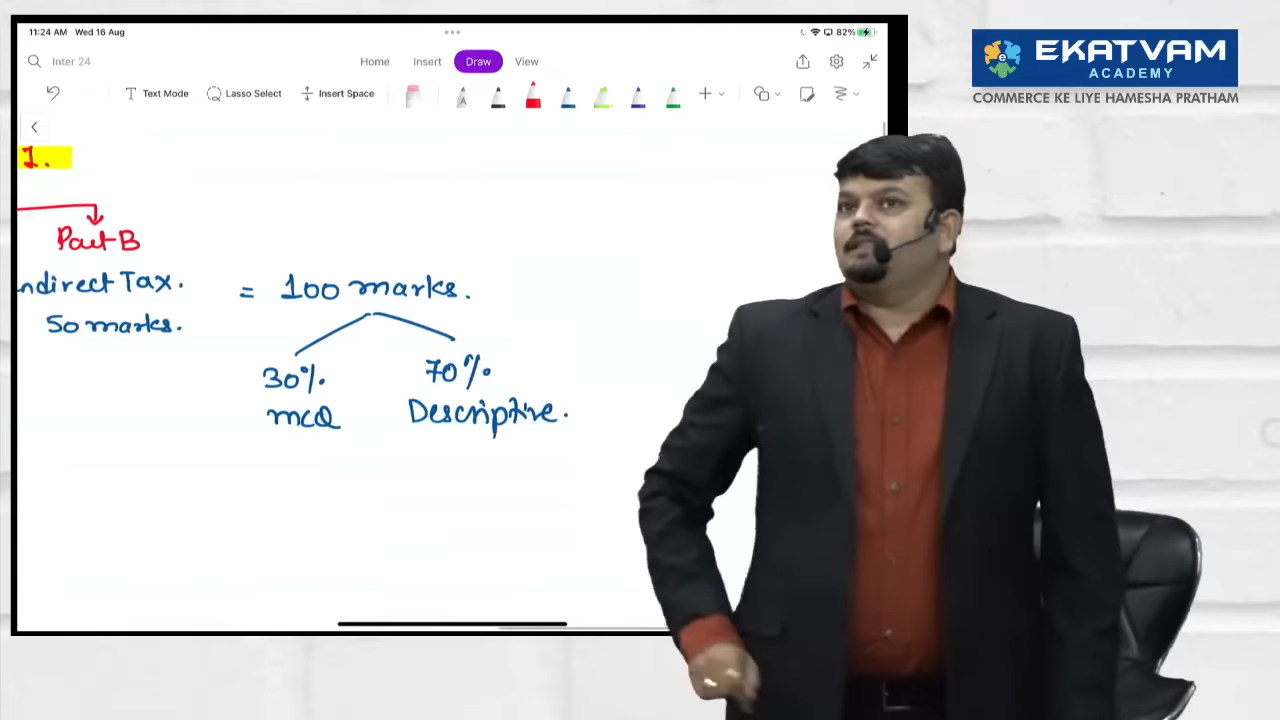 11:24 AM Wed 16 Aug
82%
Inter 24
Home Insert Draw View
Text Mode Lasso Select Insert Space
EKATVAM
ACADEMY
COMMERCE KE LIYE HAMESHA PRATHAM
1.
Part B
ndirect Tax.
50 marks.
= 100 marks.
30% 70%
MCQ Descriptive.